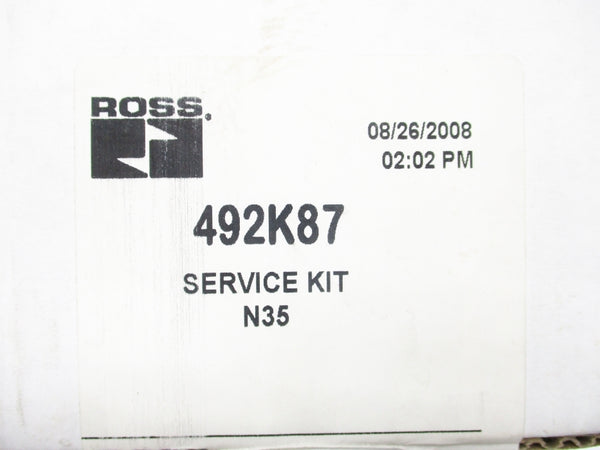 ROSS®
08/26/2008
02:02 PM
492K87
SERVICE KIT
N35